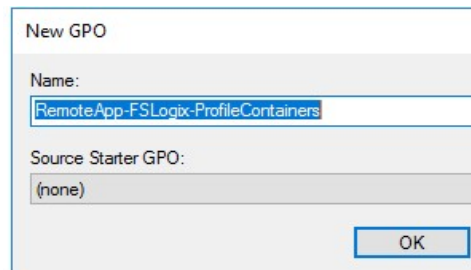 New GPO
Name:
RemoteApp-FSLogix-ProfileContainers
Source Starter GPO:
(none)
OK